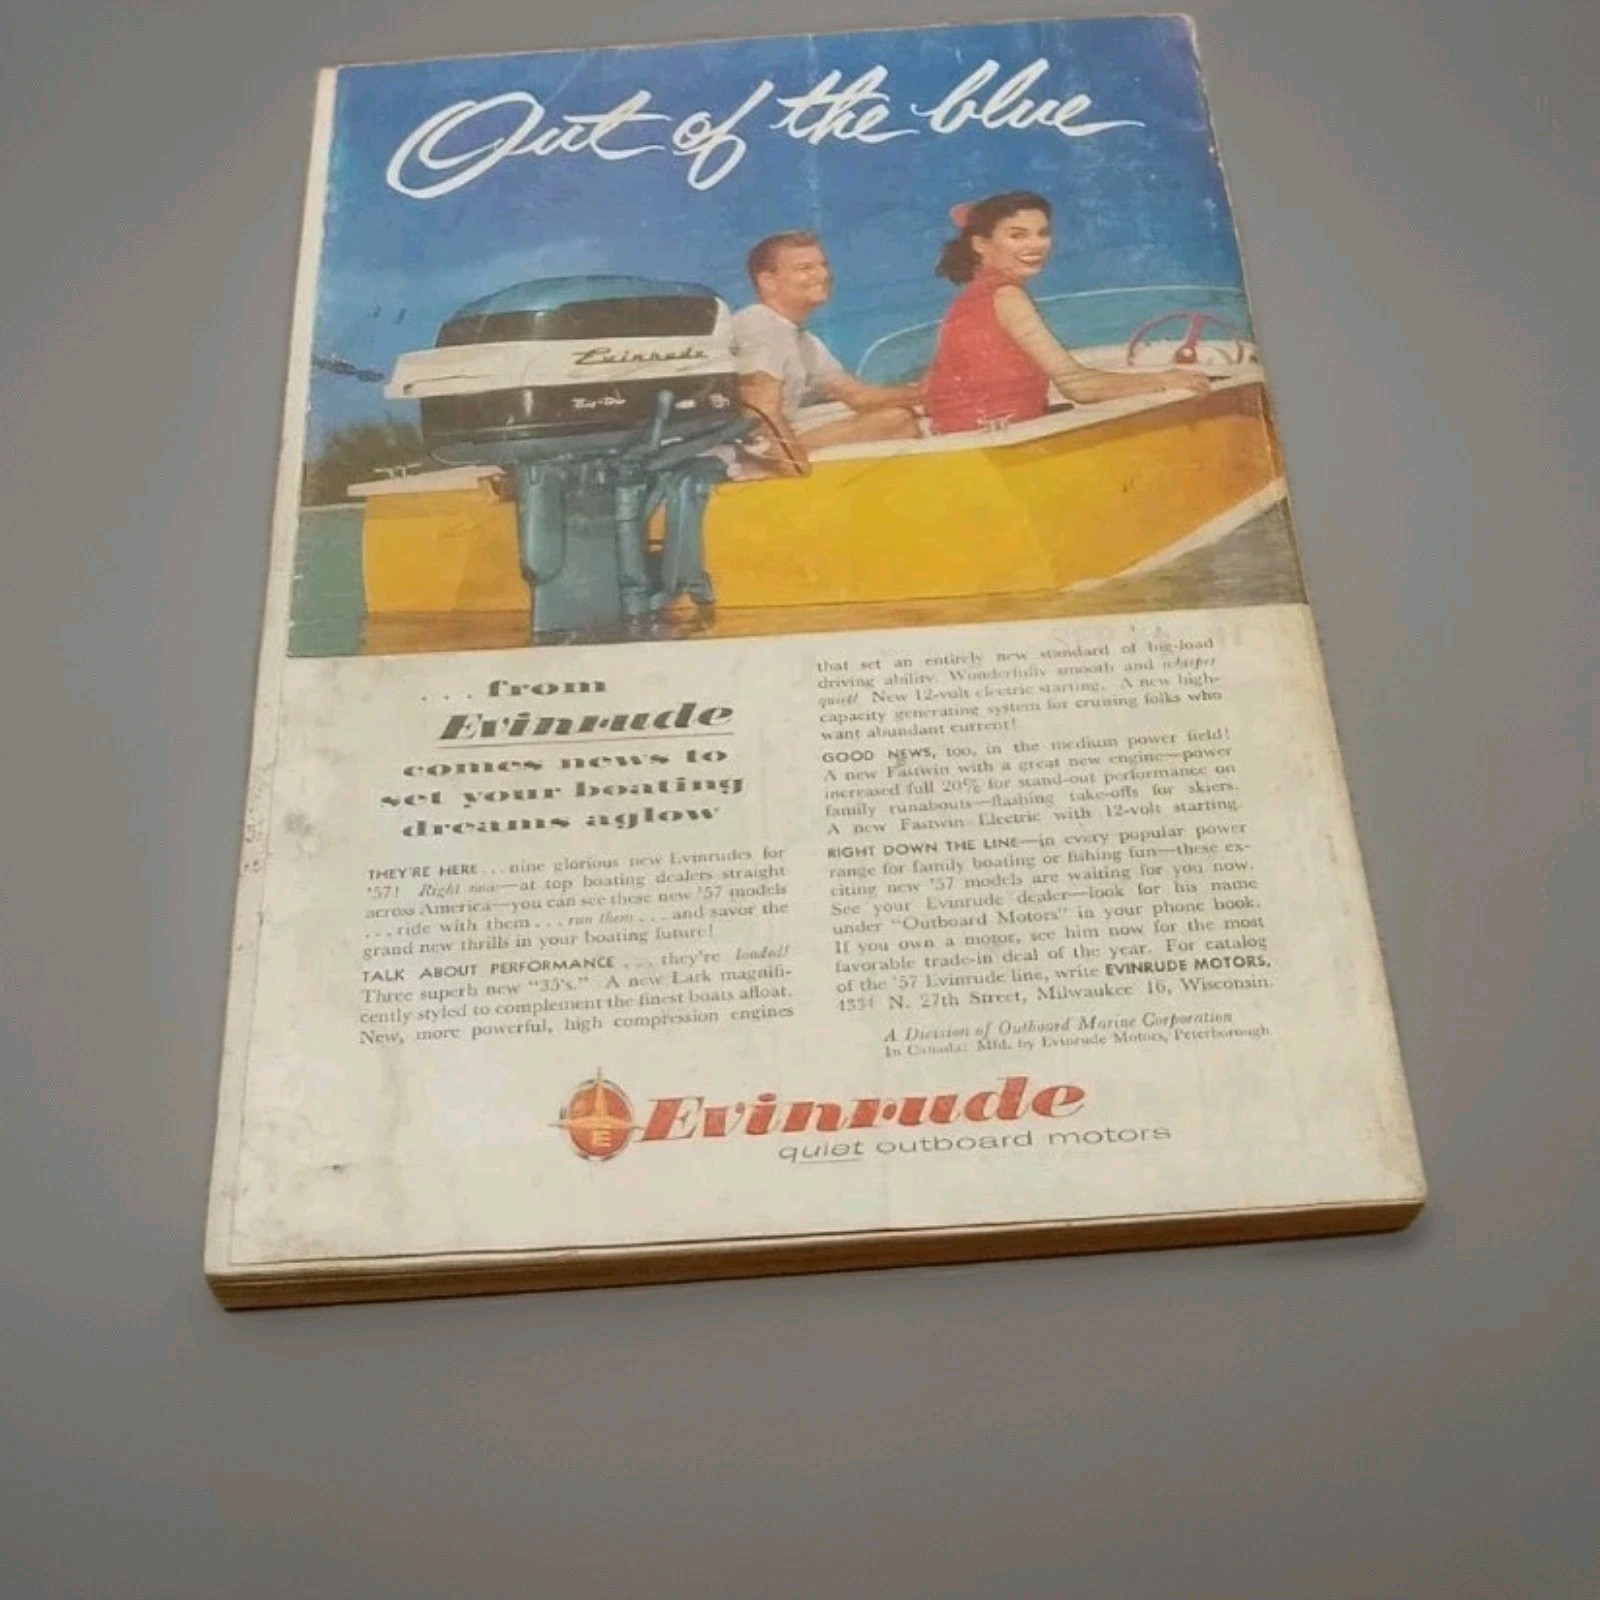 Out of the blue
Evinrude
. . . from
Evinrude
comes news to
set your boating
dreams aglow
THEY'RE HERE . . . nine glorious new Evinrudes for
'57! Right now—at top boating dealers straight
across America—you can see these new '57 models
. . . ride with them . . . run them . . . and savor the
grand new thrills in your boating future!
TALK ABOUT PERFORMANCE . . . they're loaded!
Three superb new "35's." A new Lark magnifi-
cently styled to complement the finest boats afloat.
New, more powerful, high compression engines
that set an entirely new standard of big-load
driving ability. Wonderfully smooth and whisper
quiet! New 12-volt electric starting. A new high-
capacity generating system for cruising folks who
want abundant current!
GOOD NEWS, too, in the medium power field!
A new Fastwin with a great new engine—power
increased full 20% for stand-out performance on
family runabouts—flashing take-offs for skiers.
A new Fastwin Electric with 12-volt starting.
RIGHT DOWN THE LINE—in every popular power
range for family boating or fishing fun—these ex-
citing new '57 models are waiting for you now.
See your Evinrude dealer—look for his name
under "Outboard Motors" in your phone book.
If you own a motor, see him now for the most
favorable trade-in deal of the year. For catalog
of the '57 Evinrude line, write EVINRUDE MOTORS,
N. 27th Street, Milwaukee 16, Wisconsin.
A Division of Outboard Marine Corporation
In Canada: Mfd. by Evinrude Motors, Peterborough
E
Evinrude
quiet outboard motors